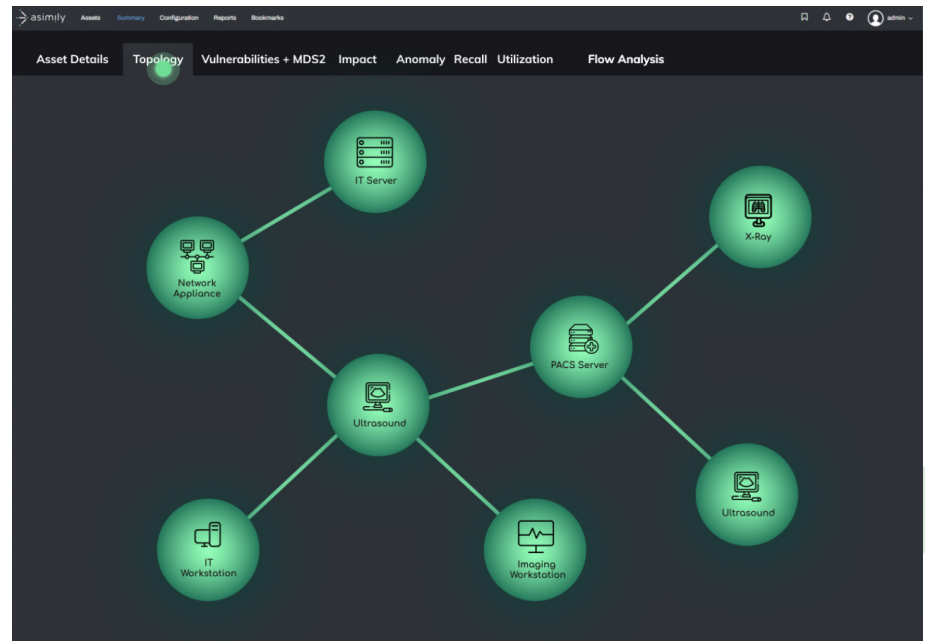 asimily Assets Summary Configuration Reports Bookmarks admin
Asset Details Topology Vulnerabilities + MDS2 Impact Anomaly Recall Utilization Flow Analysis
IT Server
X-Ray
Network
Appliance
PACS Server
Ultrasound
Ultrasound
IT
Workstation
Imaging
Workstation